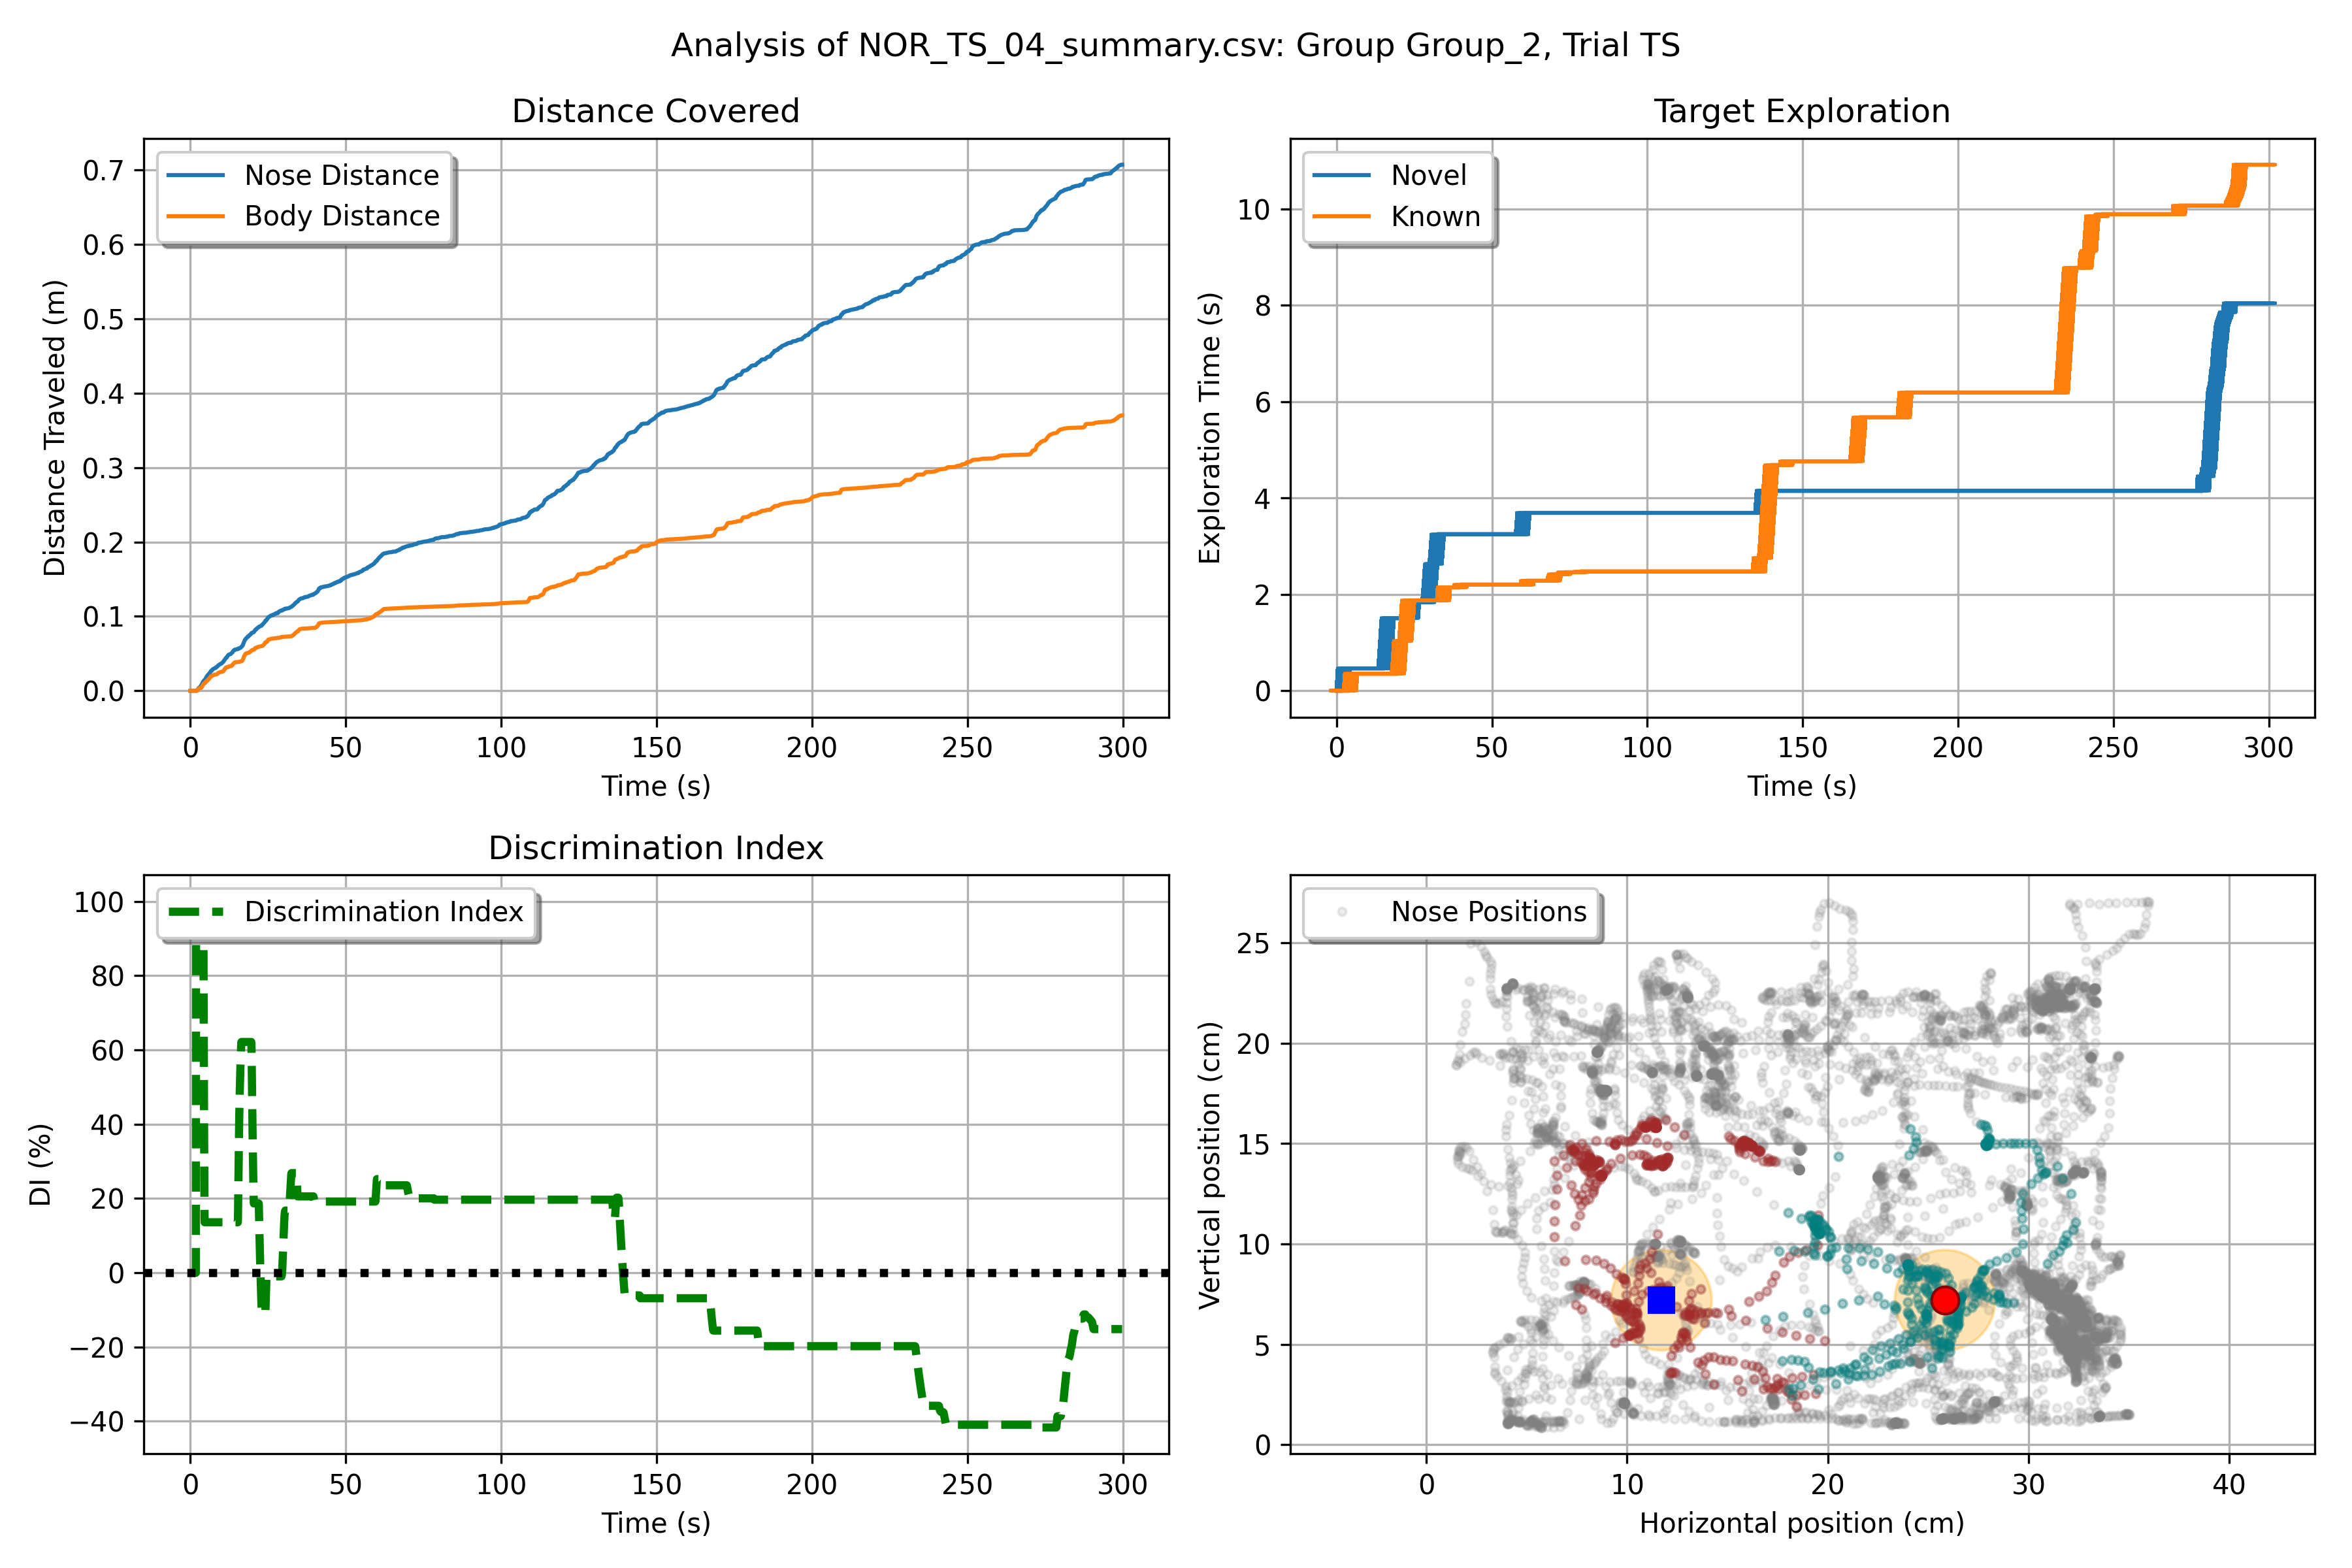 Analysis of NOR_TS_04_summary.csv: Group Group_2, Trial TS
Distance Covered
Nose Distance
Body Distance
Distance Traveled (m)
0.7
0.6
0.5
0.4
0.3
0.2
0.1
0.0
0 50 100 150 200 250 300
Time (s)
Target Exploration
Novel
Known
Exploration Time (s)
10
8
6
4
2
0
0 50 100 150 200 250 300
Time (s)
Discrimination Index
Discrimination Index
DI (%)
100
80
60
40
20
0
−20
−40
0 50 100 150 200 250 300
Time (s)
Nose Positions
Vertical position (cm)
25
20
15
10
5
0
0 10 20 30 40
Horizontal position (cm)